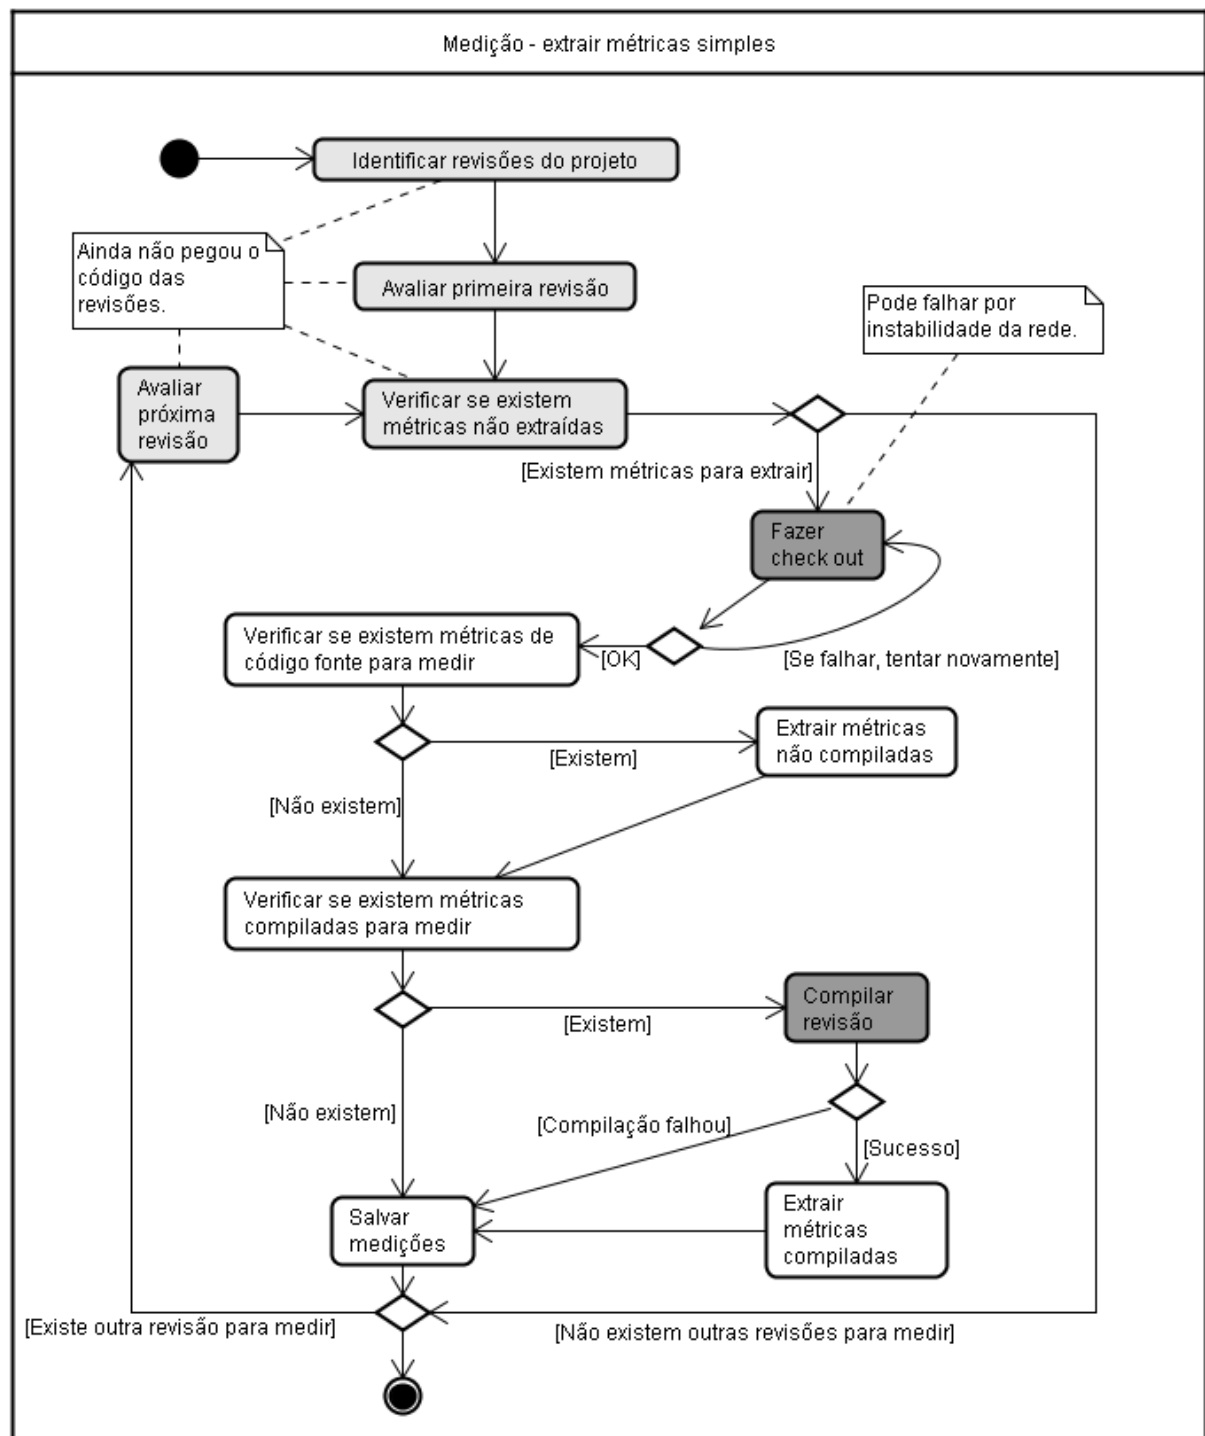 Medição - extrair métricas simples
Identificar revisões do projeto
Ainda não pegou o
código das
revisões.
Avaliar primeira revisão
Pode falhar por
instabilidade da rede.
Avaliar
próxima
revisão
Verificar se existem
métricas não extraídas
[Existem métricas para extrair]
Fazer
check out
Verificar se existem métricas de
código fonte para medir
[OK]
[Se falhar, tentar novamente]
Extrair métricas
não compiladas
[Existem]
[Não existem]
Verificar se existem métricas
compiladas para medir
Compilar
revisão
[Existem]
[Não existem]
[Compilação falhou]
[Sucesso]
Salvar
medições
Extrair
métricas
compiladas
[Existe outra revisão para medir]
[Não existem outras revisões para medir]